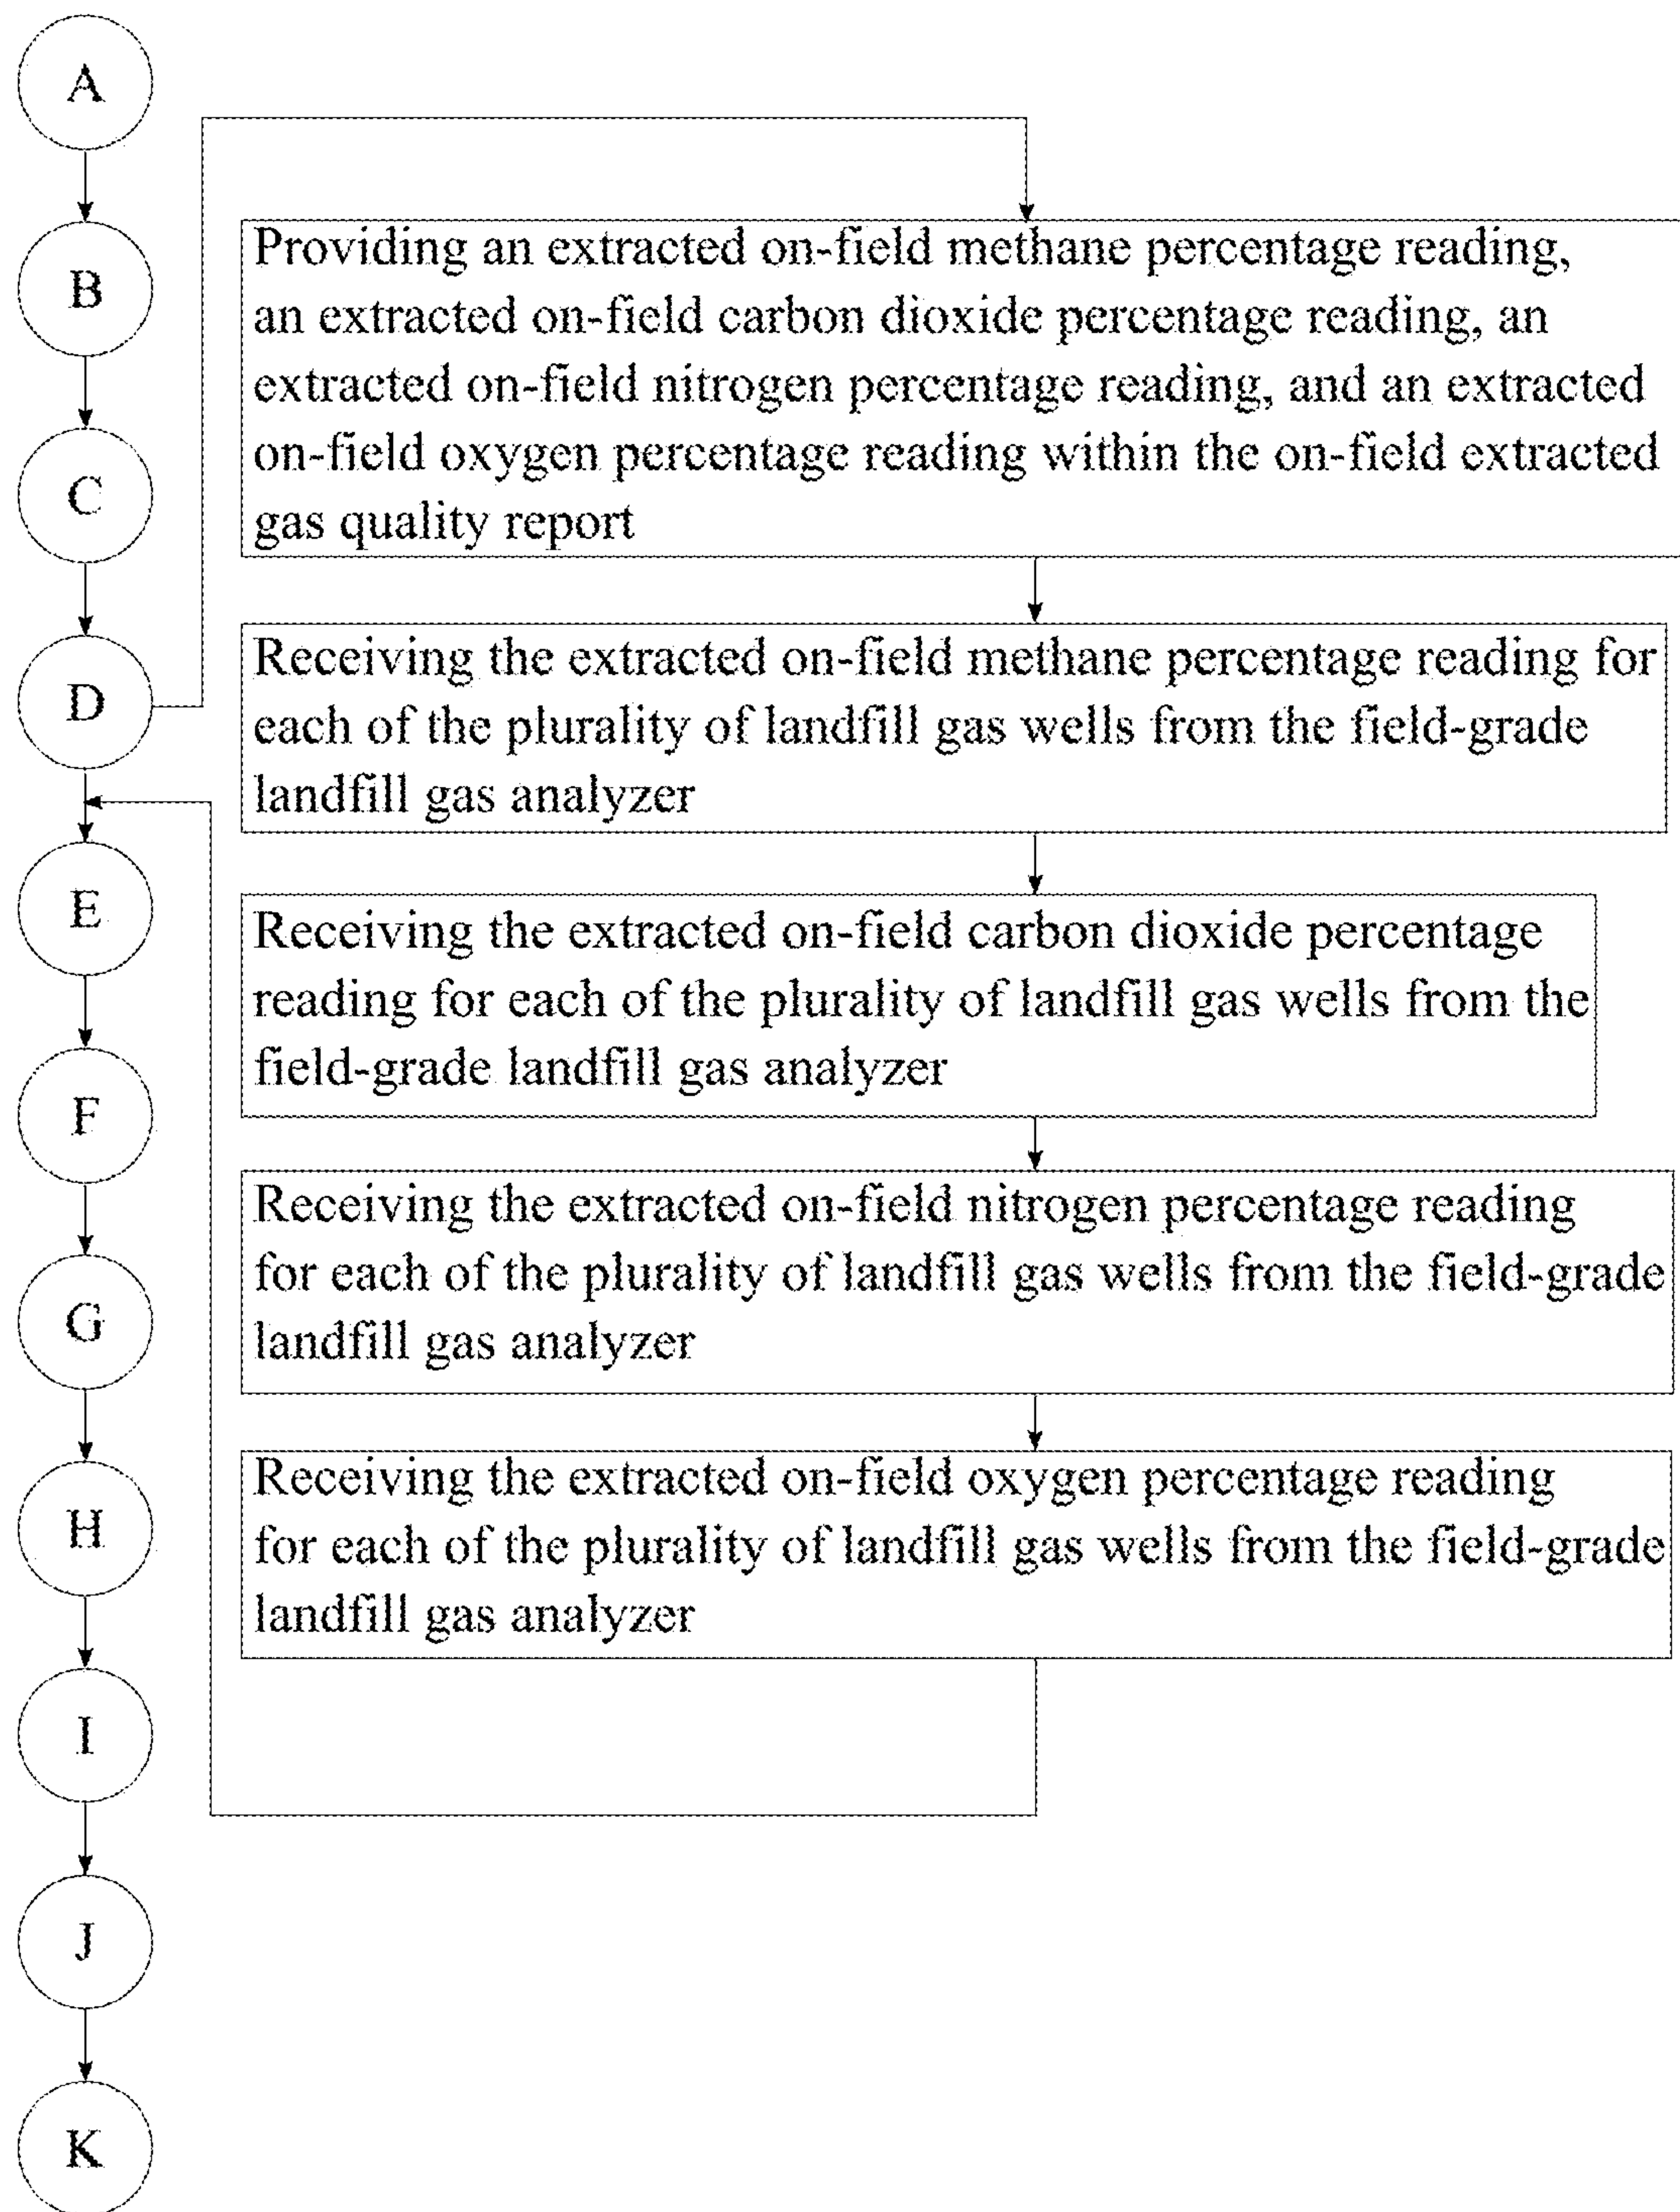 A
B
C
D
E
F
G
H
I
J
K
Providing an extracted on-field methane percentage reading,
an extracted on-field carbon dioxide percentage reading, an
extracted on-field nitrogen percentage reading, and an extracted
on-field oxygen percentage reading within the on-field extracted
gas quality report
Receiving the extracted on-field methane percentage reading for
each of the plurality of landfill gas wells from the field-grade
landfill gas analyzer
Receiving the extracted on-field carbon dioxide percentage
reading for each of the plurality of landfill gas wells from the
field-grade landfill gas analyzer
Receiving the extracted on-field nitrogen percentage reading
for each of the plurality of landfill gas wells from the field-grade
landfill gas analyzer
Receiving the extracted on-field oxygen percentage reading
for each of the plurality of landfill gas wells from the field-grade
landfill gas analyzer